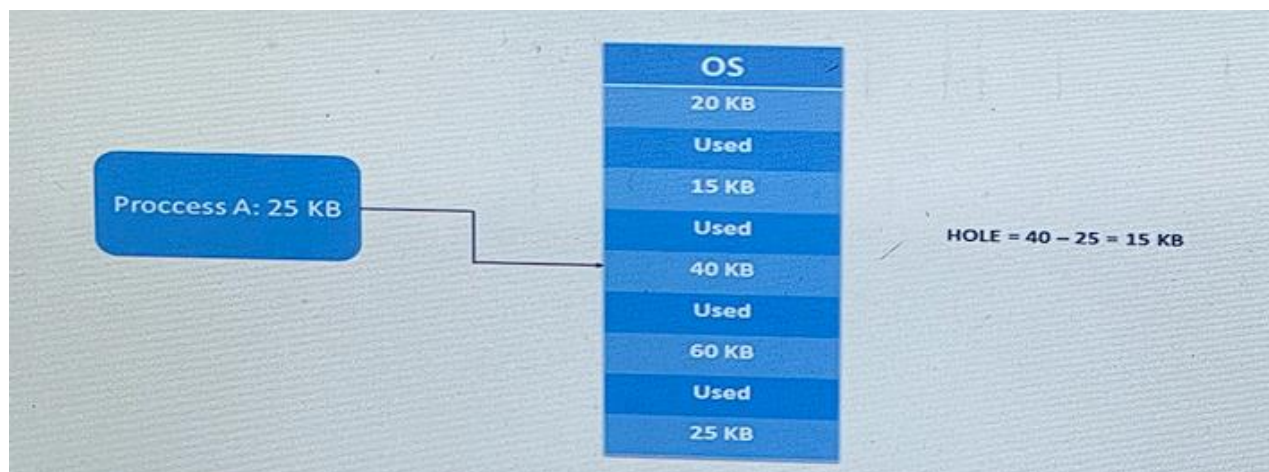 OS
20 KB
Used
15 KB
Proccess A: 25 KB
Used
HOLE = 40 – 25 = 15 KB
40 KB
Used
60 KB
Used
25 KB